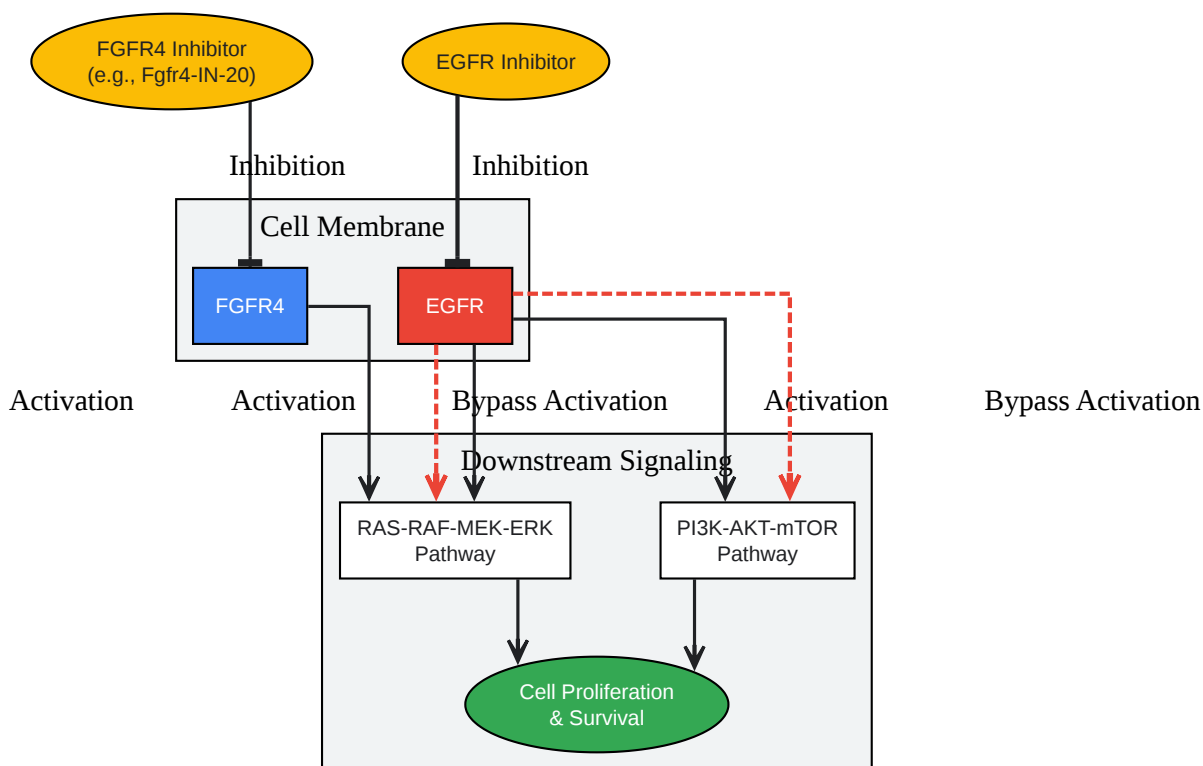 FGFR4 Inhibitor
(e.g., Fgfr4-IN-20)
EGFR Inhibitor
Inhibition
Inhibition
Cell Membrane
FGFR4
EGFR
Activation
Activation
Bypass Activation
Activation
Bypass Activation
Downstream Signaling
RAS-RAF-MEK-ERK
Pathway
PI3K-AKT-mTOR
Pathway
Cell Proliferation
& Survival